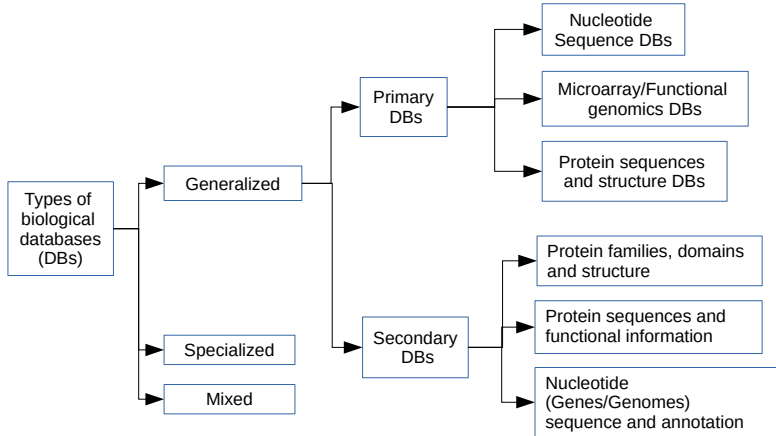 Types of
biological
databases
(DBs)
Generalized
Specialized
Mixed
Primary
DBs
Secondary
DBs
Nucleotide
Sequence DBs
Microarray/Functional
genomics DBs
Protein sequences
and structure DBs
Protein families, domains
and structure
Protein sequences and
functional information
Nucleotide
(Genes/Genomes)
sequence and annotation